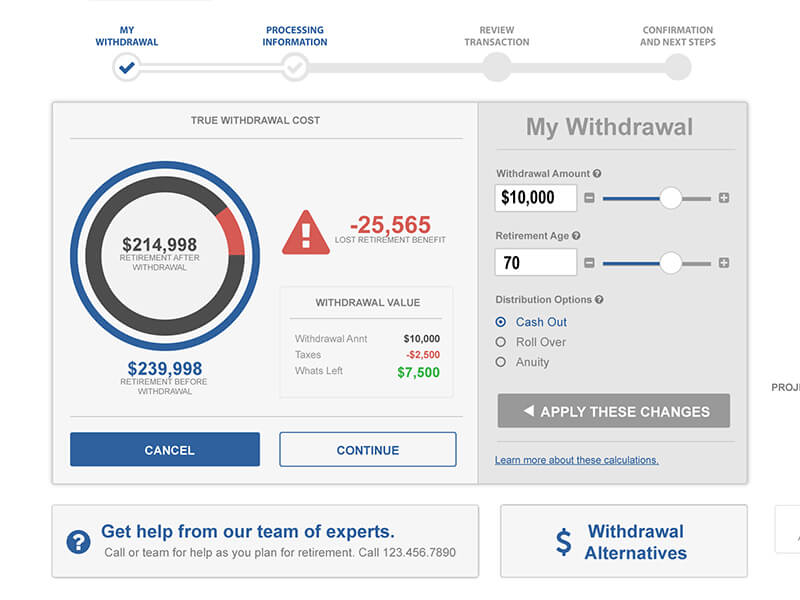 MY
WITHDRAWAL
PROCESSING
INFORMATION
REVIEW
TRANSACTION
CONFIRMATION
AND NEXT STEPS
TRUE WITHDRAWAL COST
$214,998
RETIREMENT AFTER
WITHDRAWAL
$239,998
RETIREMENT BEFORE
WITHDRAWAL
-25,565
LOST RETIREMENT BENEFIT
WITHDRAWAL VALUE
Withdrawal Annt $10,000
Taxes -$2,500
Whats Left $7,500
CANCEL
CONTINUE
My Withdrawal
Withdrawal Amount ?
$10,000
Retirement Age ?
70
Distribution Options ?
Cash Out
Roll Over
Anuity
APPLY THESE CHANGES
Learn more about these calculations.
PROJ
? Get help from our team of experts.
Call or team for help as you plan for retirement. Call 123.456.7890
$ Withdrawal
Alternatives